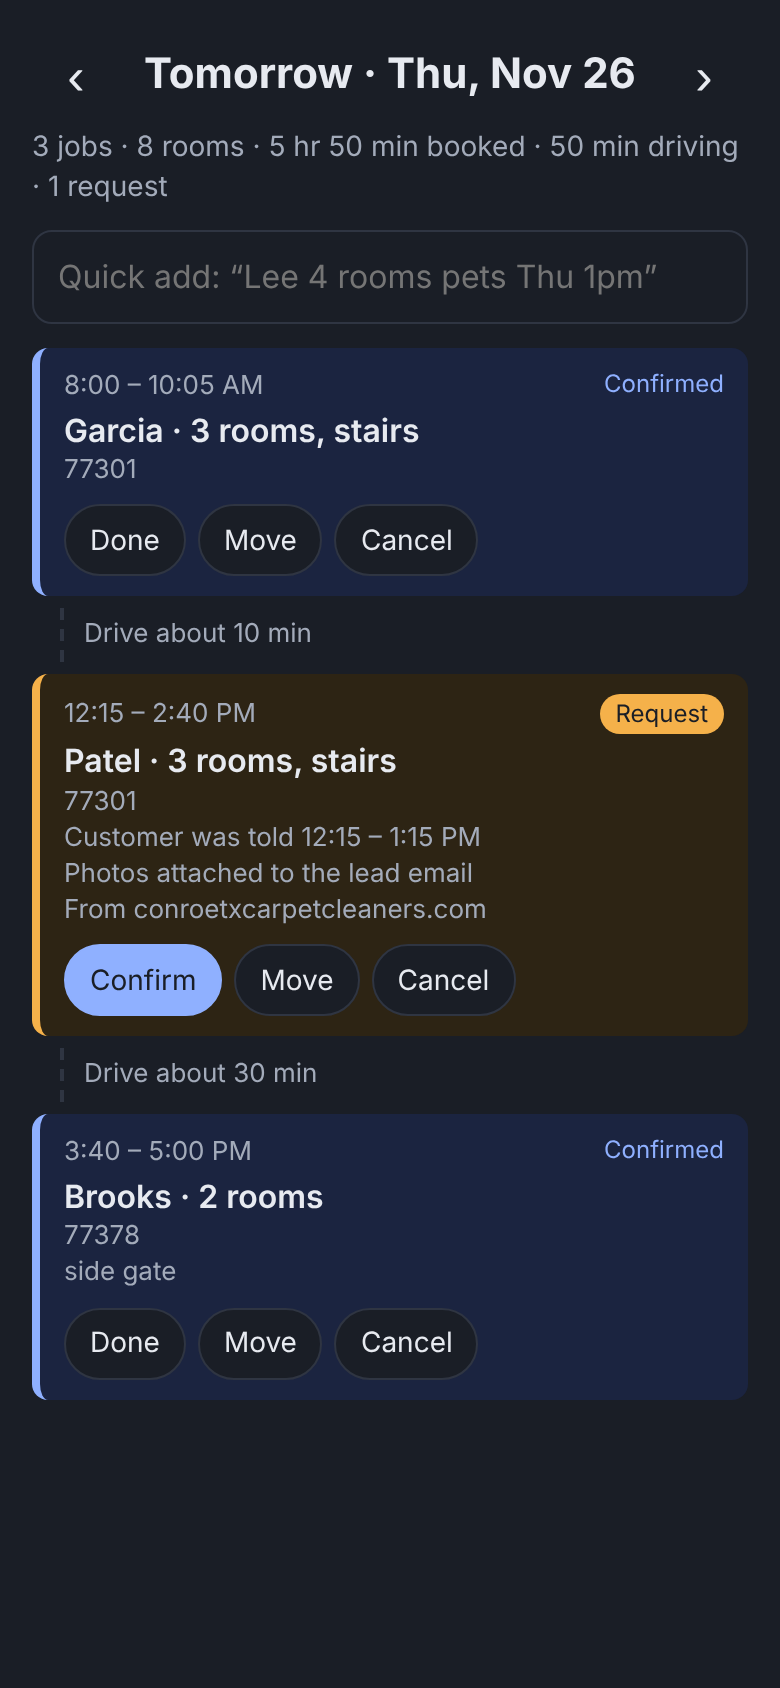 ‹ Tomorrow · Thu, Nov 26 ›
3 jobs · 8 rooms · 5 hr 50 min booked · 50 min driving
· 1 request
Quick add: “Lee 4 rooms pets Thu 1pm”
8:00 – 10:05 AM Confirmed
Garcia · 3 rooms, stairs
77301
Done Move Cancel
Drive about 10 min
12:15 – 2:40 PM Request
Patel · 3 rooms, stairs
77301
Customer was told 12:15 – 1:15 PM
Photos attached to the lead email
From conroetxcarpetcleaners.com
Confirm Move Cancel
Drive about 30 min
3:40 – 5:00 PM Confirmed
Brooks · 2 rooms
77378
side gate
Done Move Cancel